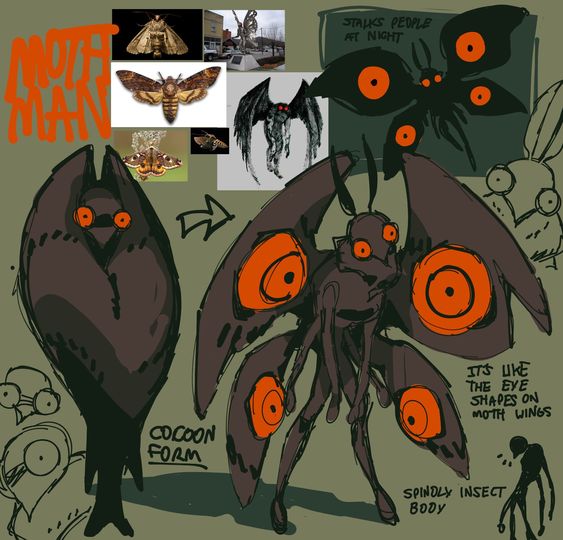 MOTH
MAN
STALKS PEOPLE
AT NIGHT
IT'S LIKE
THE EYE
SHAPES ON
MOTH WINGS
COCOON
FORM
SPINDLY INSECT
BODY